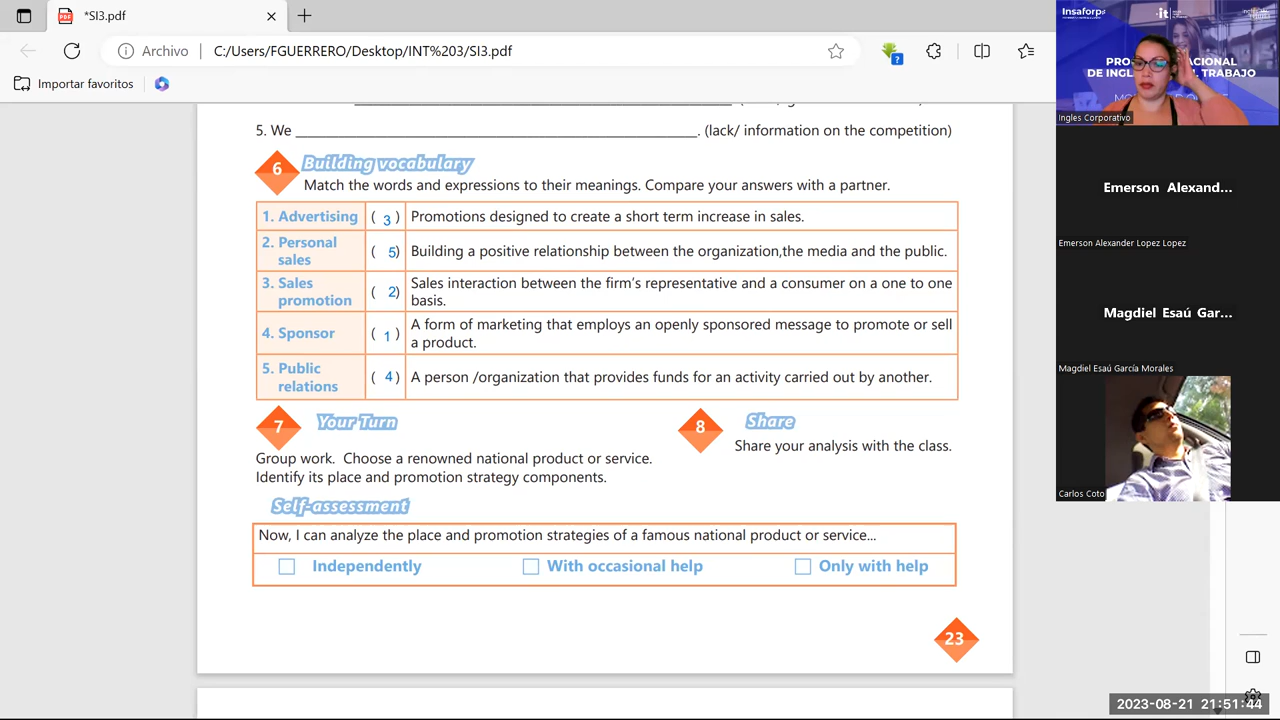 *SI3.pdf
Archivo
C:/Users/FGUERRERO/Desktop/INT%203/SI3.pdf
Importar favoritos
5. We ______________________. (lack/ information on the competition)
6 Building vocabulary
Match the words and expressions to their meanings. Compare your answers with a partner.
1. Advertising ( 3 ) Promotions designed to create a short term increase in sales.
2. Personal sales ( 5) Building a positive relationship between the organization,the media and the public.
3. Sales promotion ( 2) Sales interaction between the firm's representative and a consumer on a one to one
basis.
4. Sponsor ( 1 ) A form of marketing that employs an openly sponsored message to promote or sell
a product.
5. Public relations ( 4 ) A person /organization that provides funds for an activity carried out by another.
7 Your Turn
Group work. Choose a renowned national product or service.
Identify its place and promotion strategy components.
8 Share
Share your analysis with the class.
Self-assessment
Now, I can analyze the place and promotion strategies of a famous national product or service...
Independently With occasional help Only with help
23
Insaforp
it
PRO ACIONAL
DE INGL L TRABAJO
Ingles Corporativo
Emerson Alexand...
Emerson Alexander Lopez Lopez
Magdiel Esaú Gar...
Magdiel Esaú García Morales
Carlos Coto
2023-08-21 21:51:44